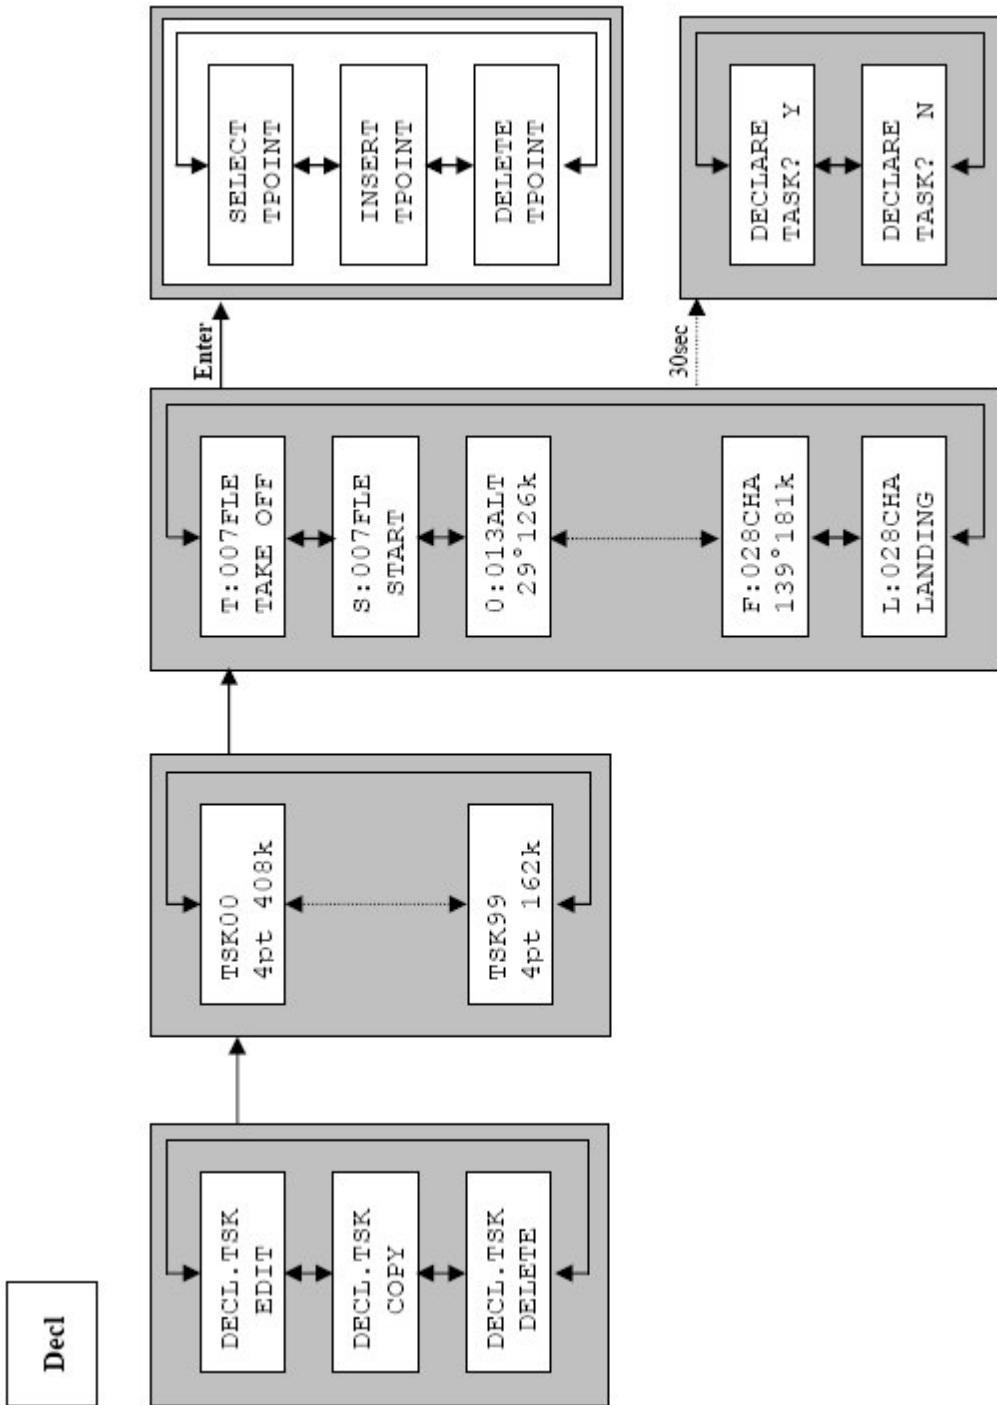 Decl
DECL.TSK
EDIT
DECL.TSK
COPY
DECL.TSK
DELETE
TSK00
4pt 408k
TSK99
4pt 162k
T:007FLE
TAKE OFF
S:007FLE
START
0:013ALT
29°126k
F:028CHA
139°181k
L:028CHA
LANDING
Enter
SELECT
TPOINT
INSERT
TPOINT
DELETE
TPOINT
30sec
DECLARE
TASK? Y
DECLARE
TASK? N